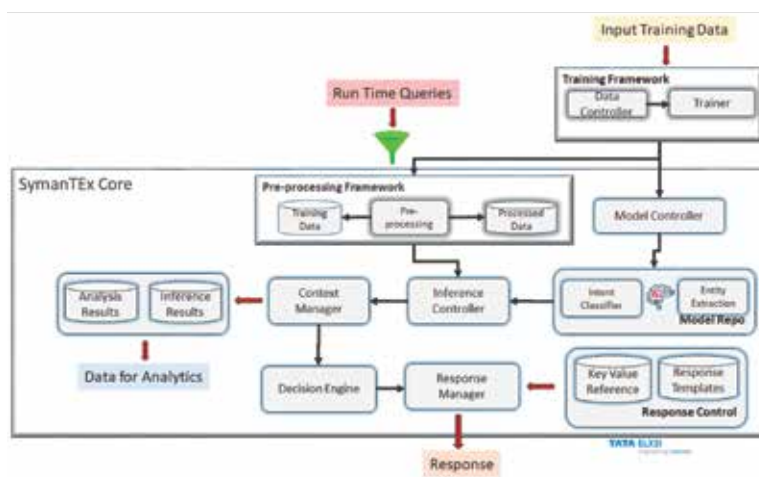 Input Training Data
Training Framework
Data
Controller
Trainer
Run Time Queries
SymanTEx Core
Pre-processing Framework
Training
Data
Pre-
processing
Processed
Data
Model Controller
Analysis
Results
Inference
Results
Context
Manager
Inference
Controller
Intent
Classifier
Entity
Extraction
Model Repo
Data for Analytics
Decision Engine
Response
Manager
Key Value
Reference
Response
Templates
Response Control
TATA ELXSI
Response